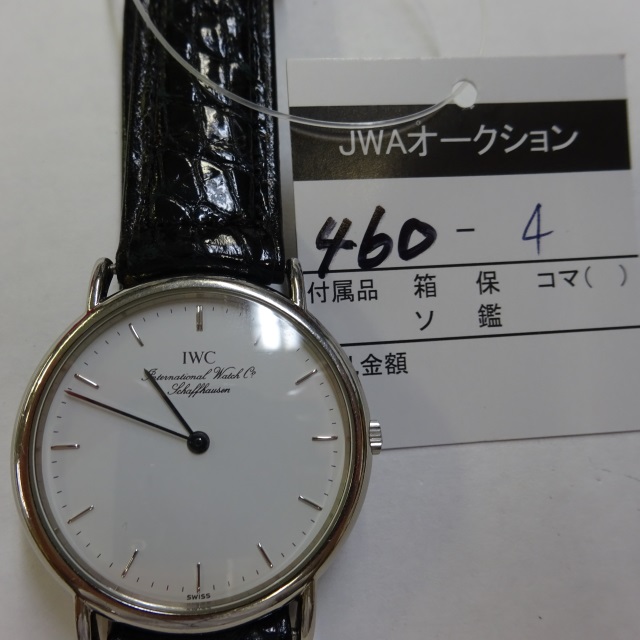 IWC
International Watch Co
Schaffhausen
SWISS
JWAオークション
460 - 4
付属品 箱 保 コマ( )
ソ 鑑
金額